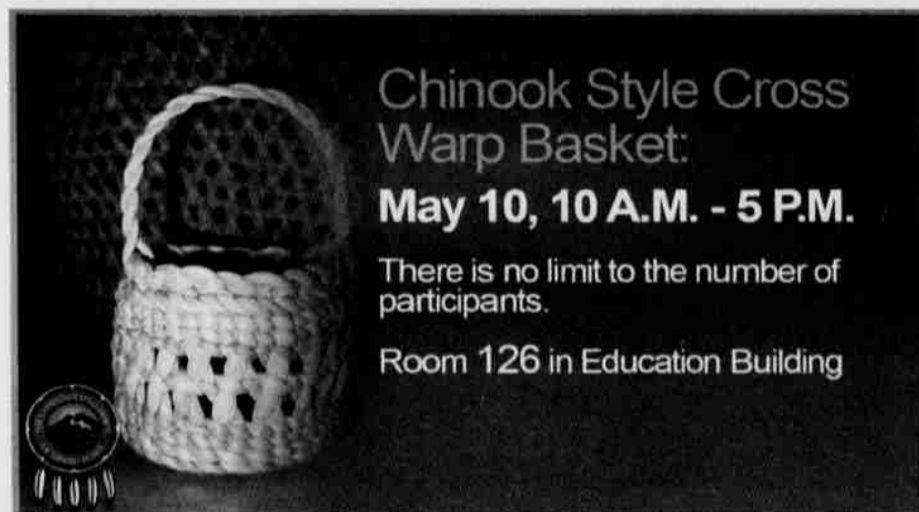 Chinook Style Cross
Warp Basket:
May 10, 10 A.M. - 5 P.M.
There is no limit to the number of
participants.
Room 126 in Education Building